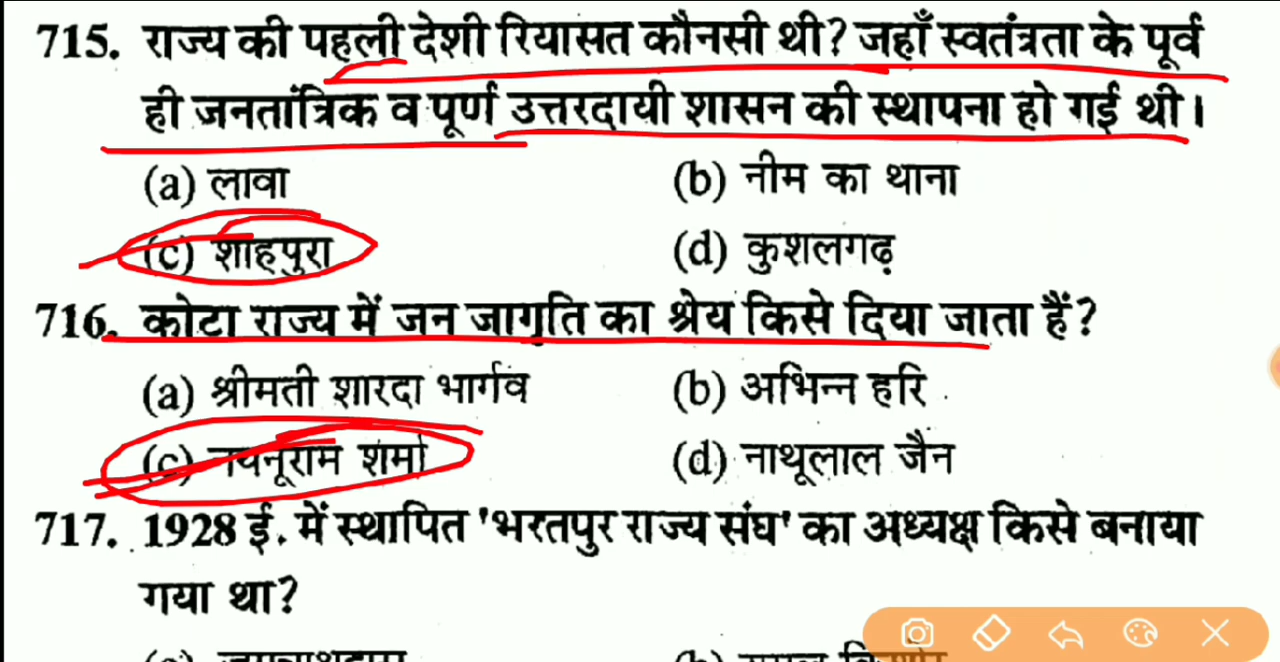 715. राज्य की पहली देशी रियासत कौनसी थी? जहाँ स्वतंत्रता के पूर्व
ही जनतांत्रिक व पूर्ण उत्तरदायी शासन की स्थापना हो गई थी।
(a) लावा (b) नीम का थाना
(c) शाहपुरा (d) कुशलगढ़
716. कोटा राज्य में जन जागृति का श्रेय किसे दिया जाता हैं?
(a) श्रीमती शारदा भार्गव (b) अभिन्न हरि
(c) नयनूराम शर्मा (d) नाथूलाल जैन
717. 1928 ई. में स्थापित 'भरतपुर राज्य संघ' का अध्यक्ष किसे बनाया
गया था?